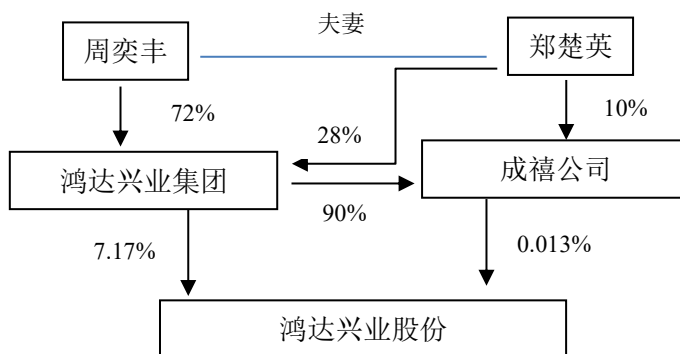 夫妻
周奕丰
郑楚英
72%
28%
10%
鸿达兴业集团
成禧公司
90%
7.17%
0.013%
鸿达兴业股份